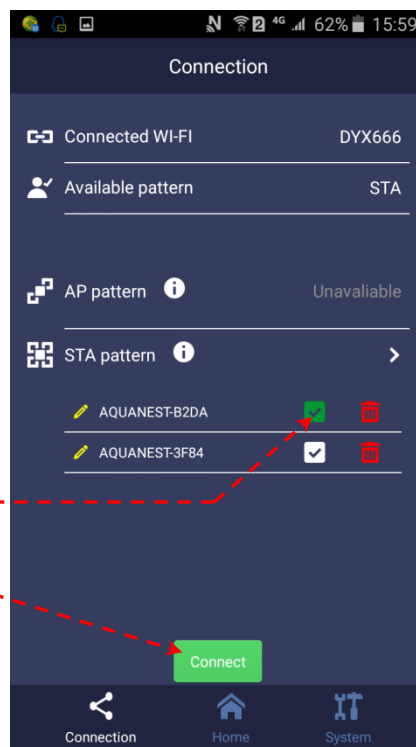 2 4G 62% 15:59
Connection
Connected WI-FI DYX666
Available pattern STA
AP pattern i Unavaliable
STA pattern i
AQUANEST-B2DA
AQUANEST-3F84
Connect
Connection Home System